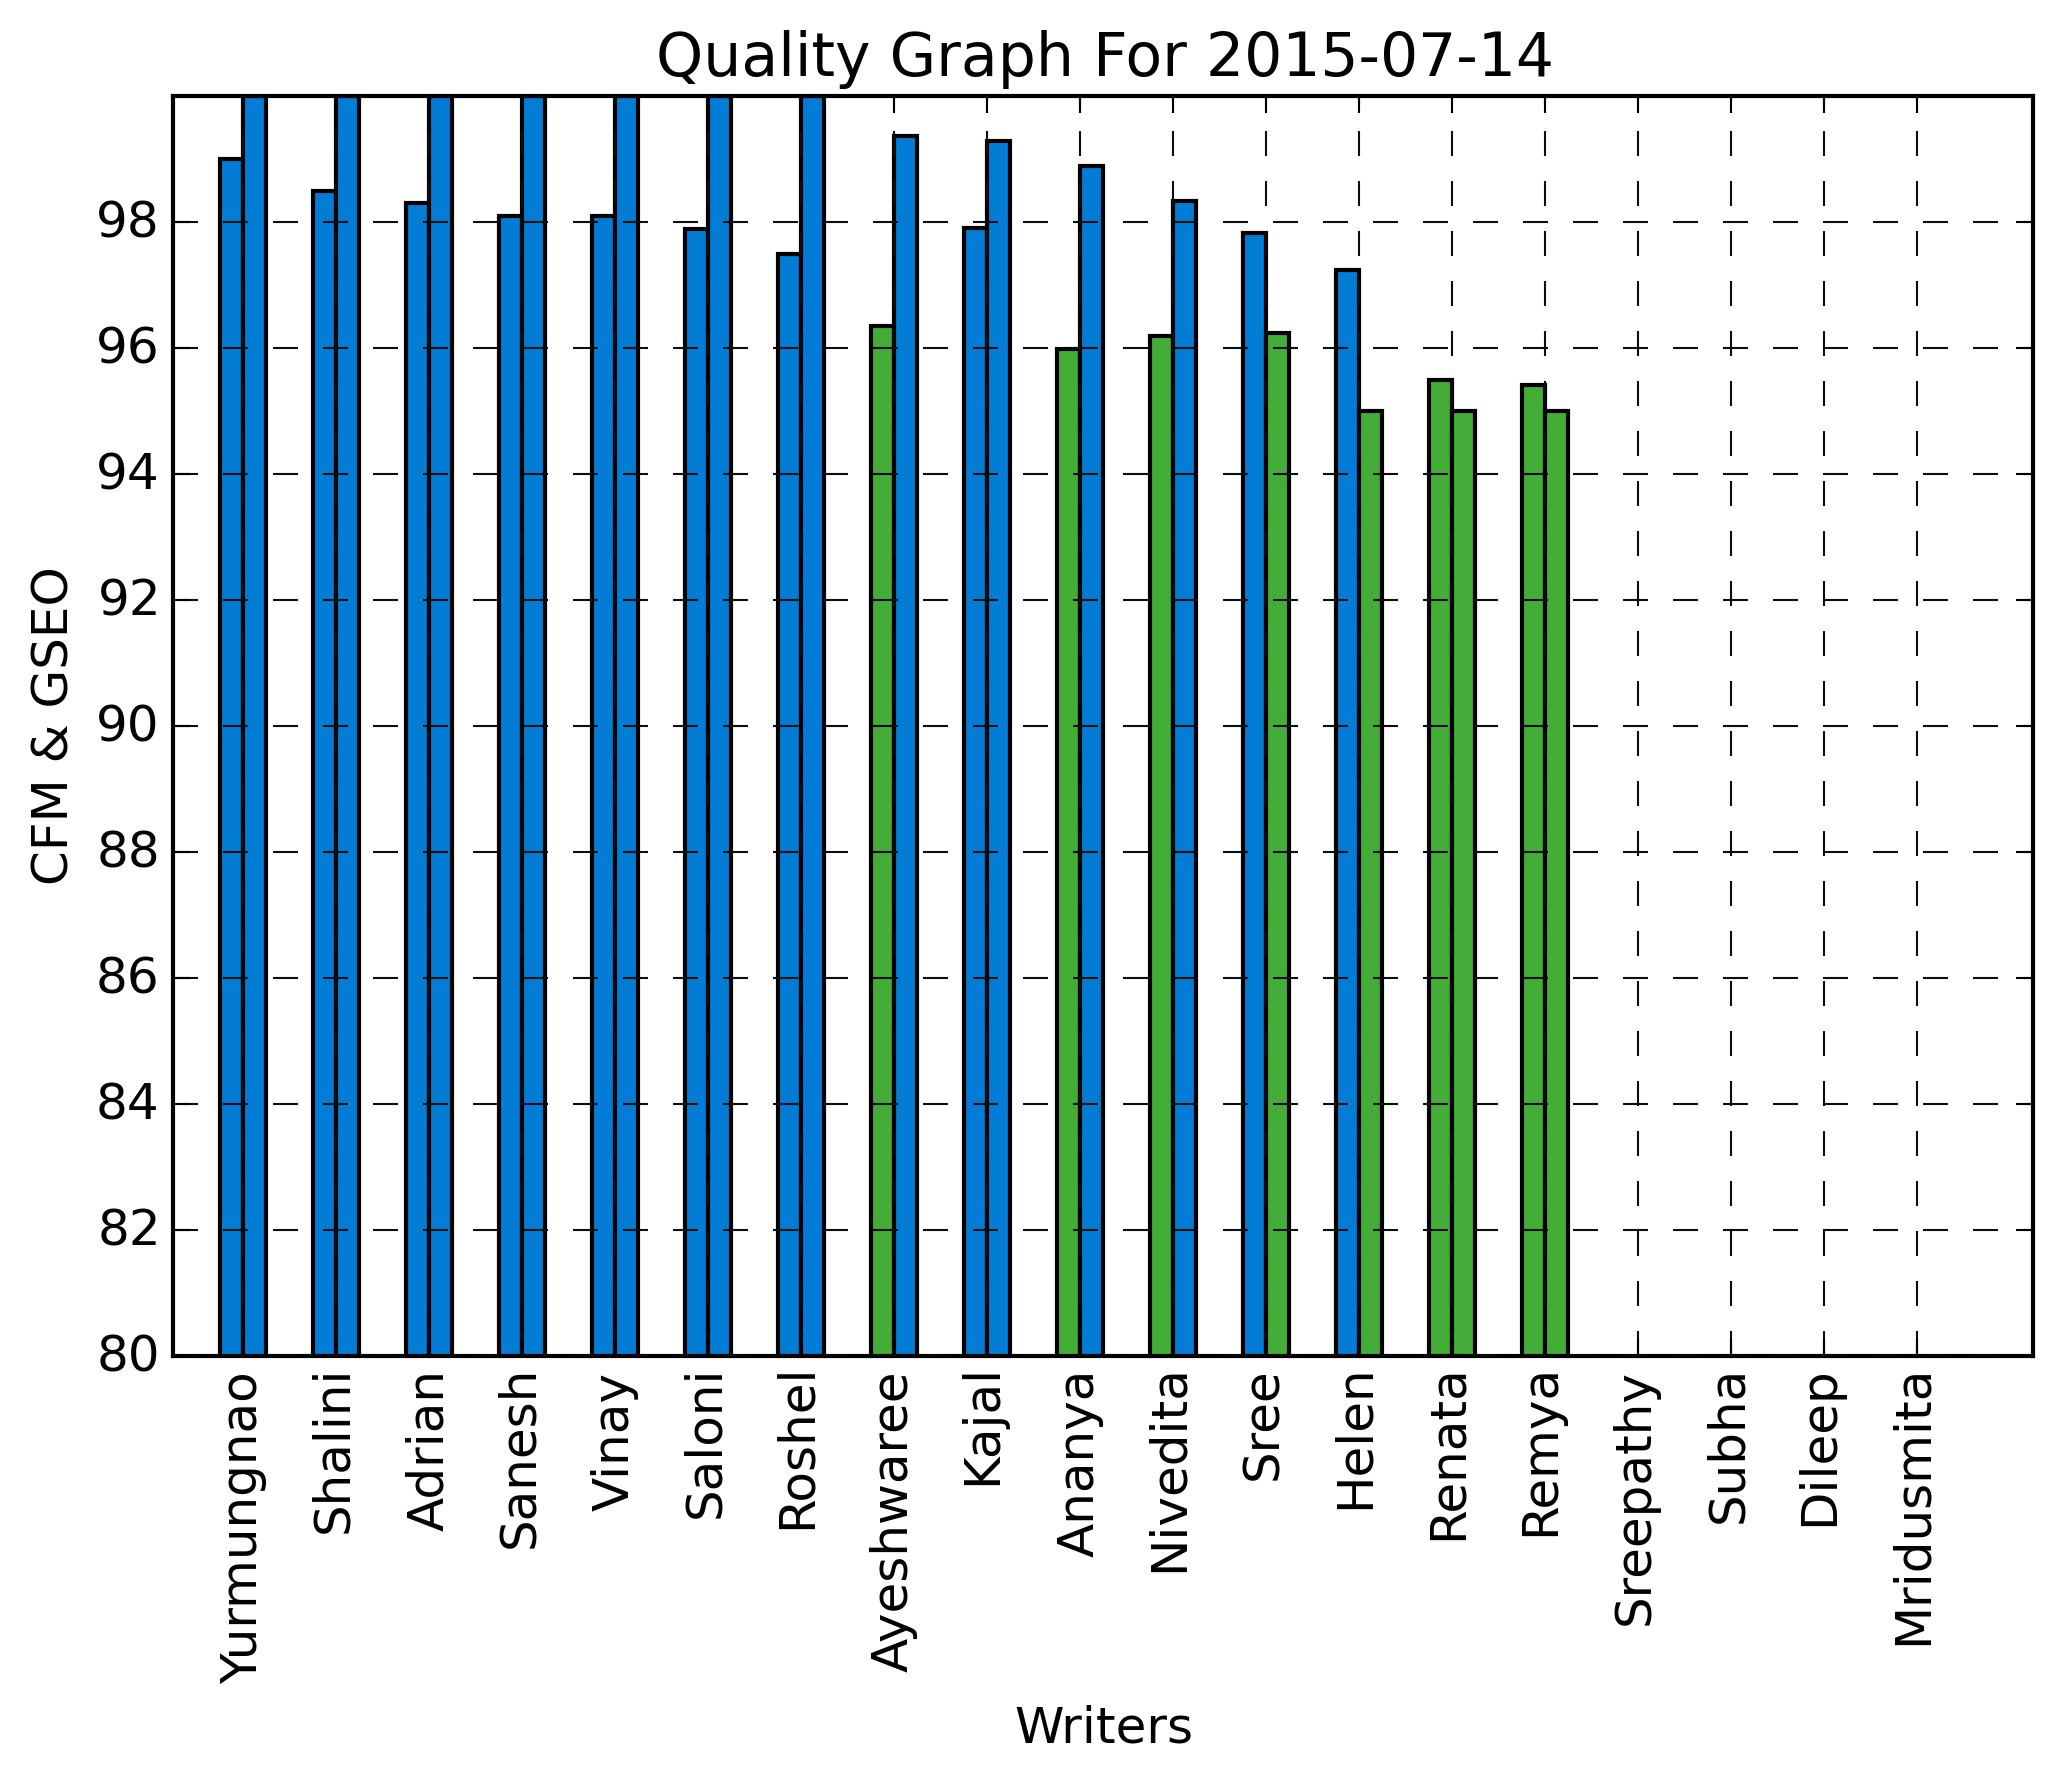 Quality Graph For 2015-07-14
CFM & GSEO
98
96
94
92
90
88
86
84
82
80
Yurmungnao
Shalini
Adrian
Sanesh
Vinay
Saloni
Roshel
Ayeshwaree
Kajal
Ananya
Nivedita
Sree
Helen
Renata
Remya
Sreepathy
Subha
Dileep
Mridusmita
Writers